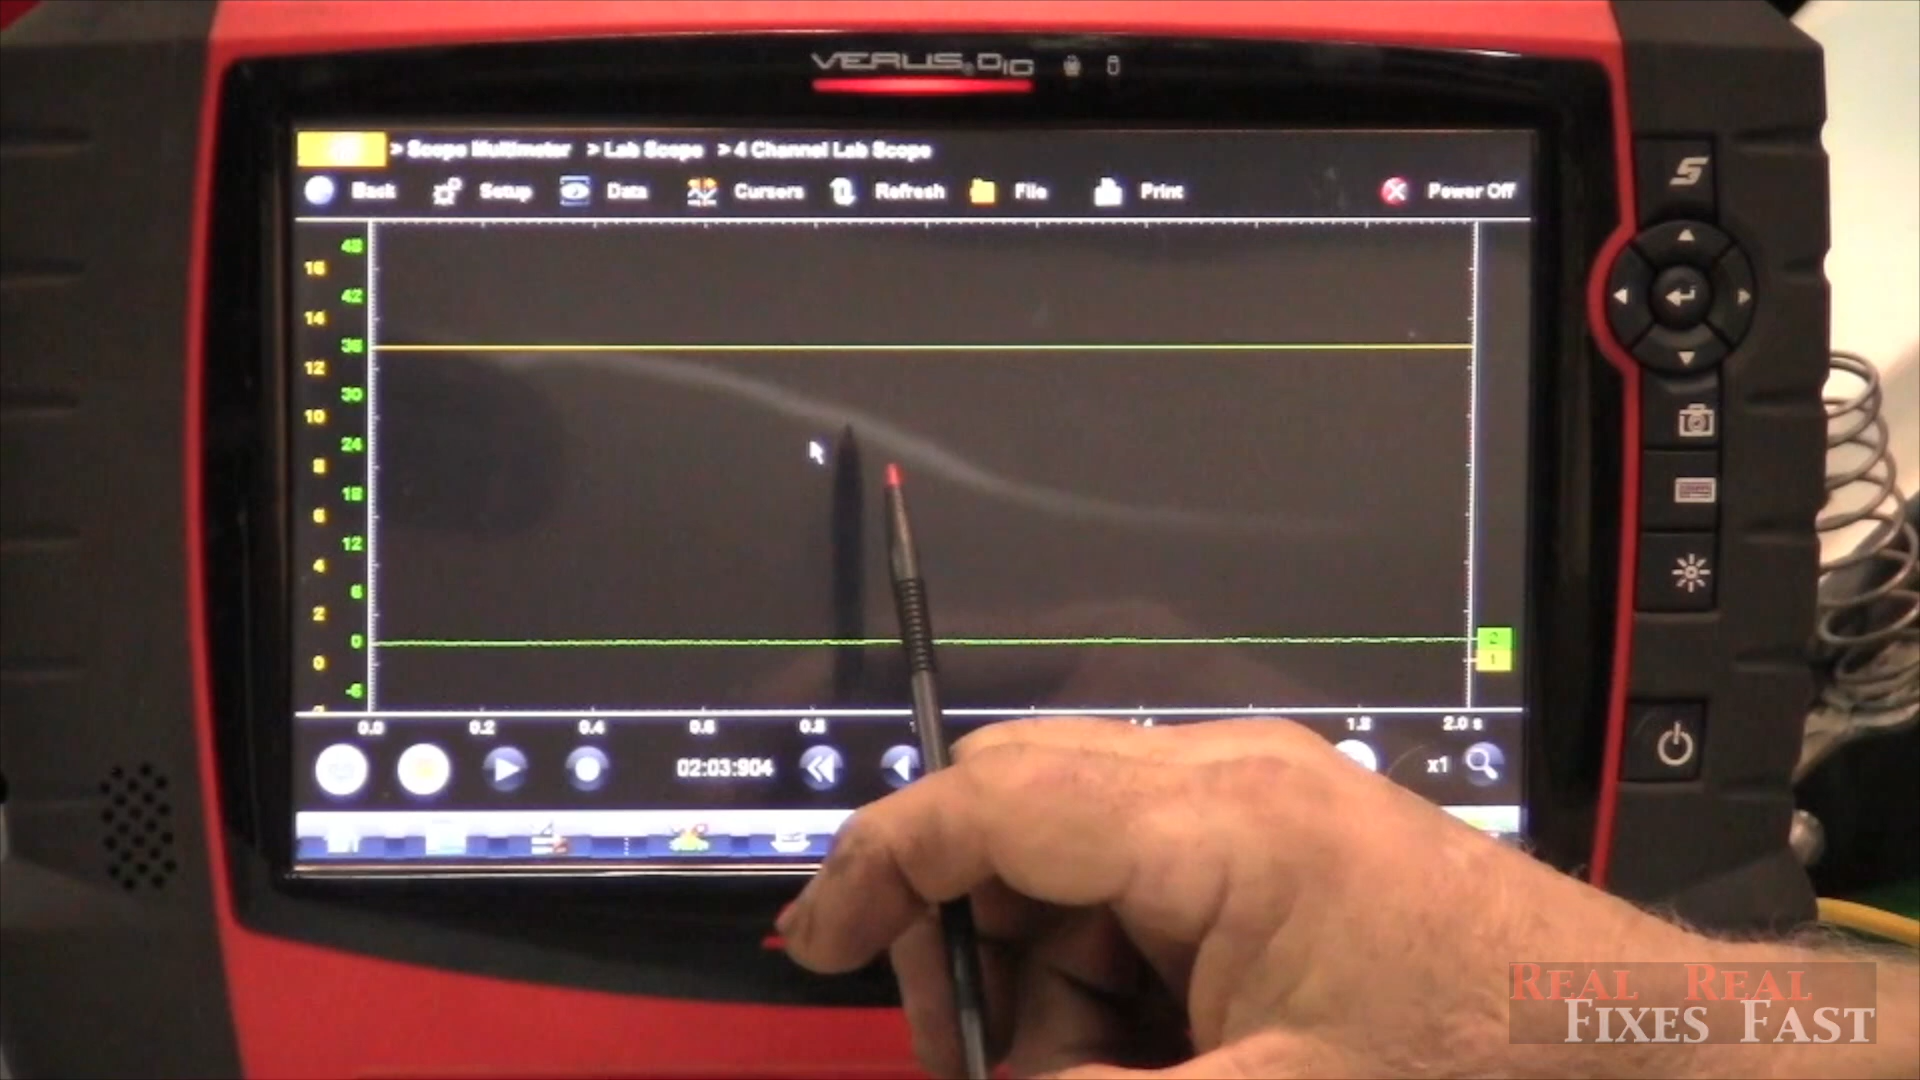 VERUS D10
> Scope Multimeter > Lab Scope > 4 Channel Lab Scope
Back Setup Data Cursors Refresh File Print Power Off
48
16
42
14
36
12
30
10
24
8
18
6
12
4
6
2
0
0
-6
2
1
0.0 0.2 0.4 0.6 0.8 1.8 2.0 s
02:03:904
x1
S
REAL REAL
FIXES FAST